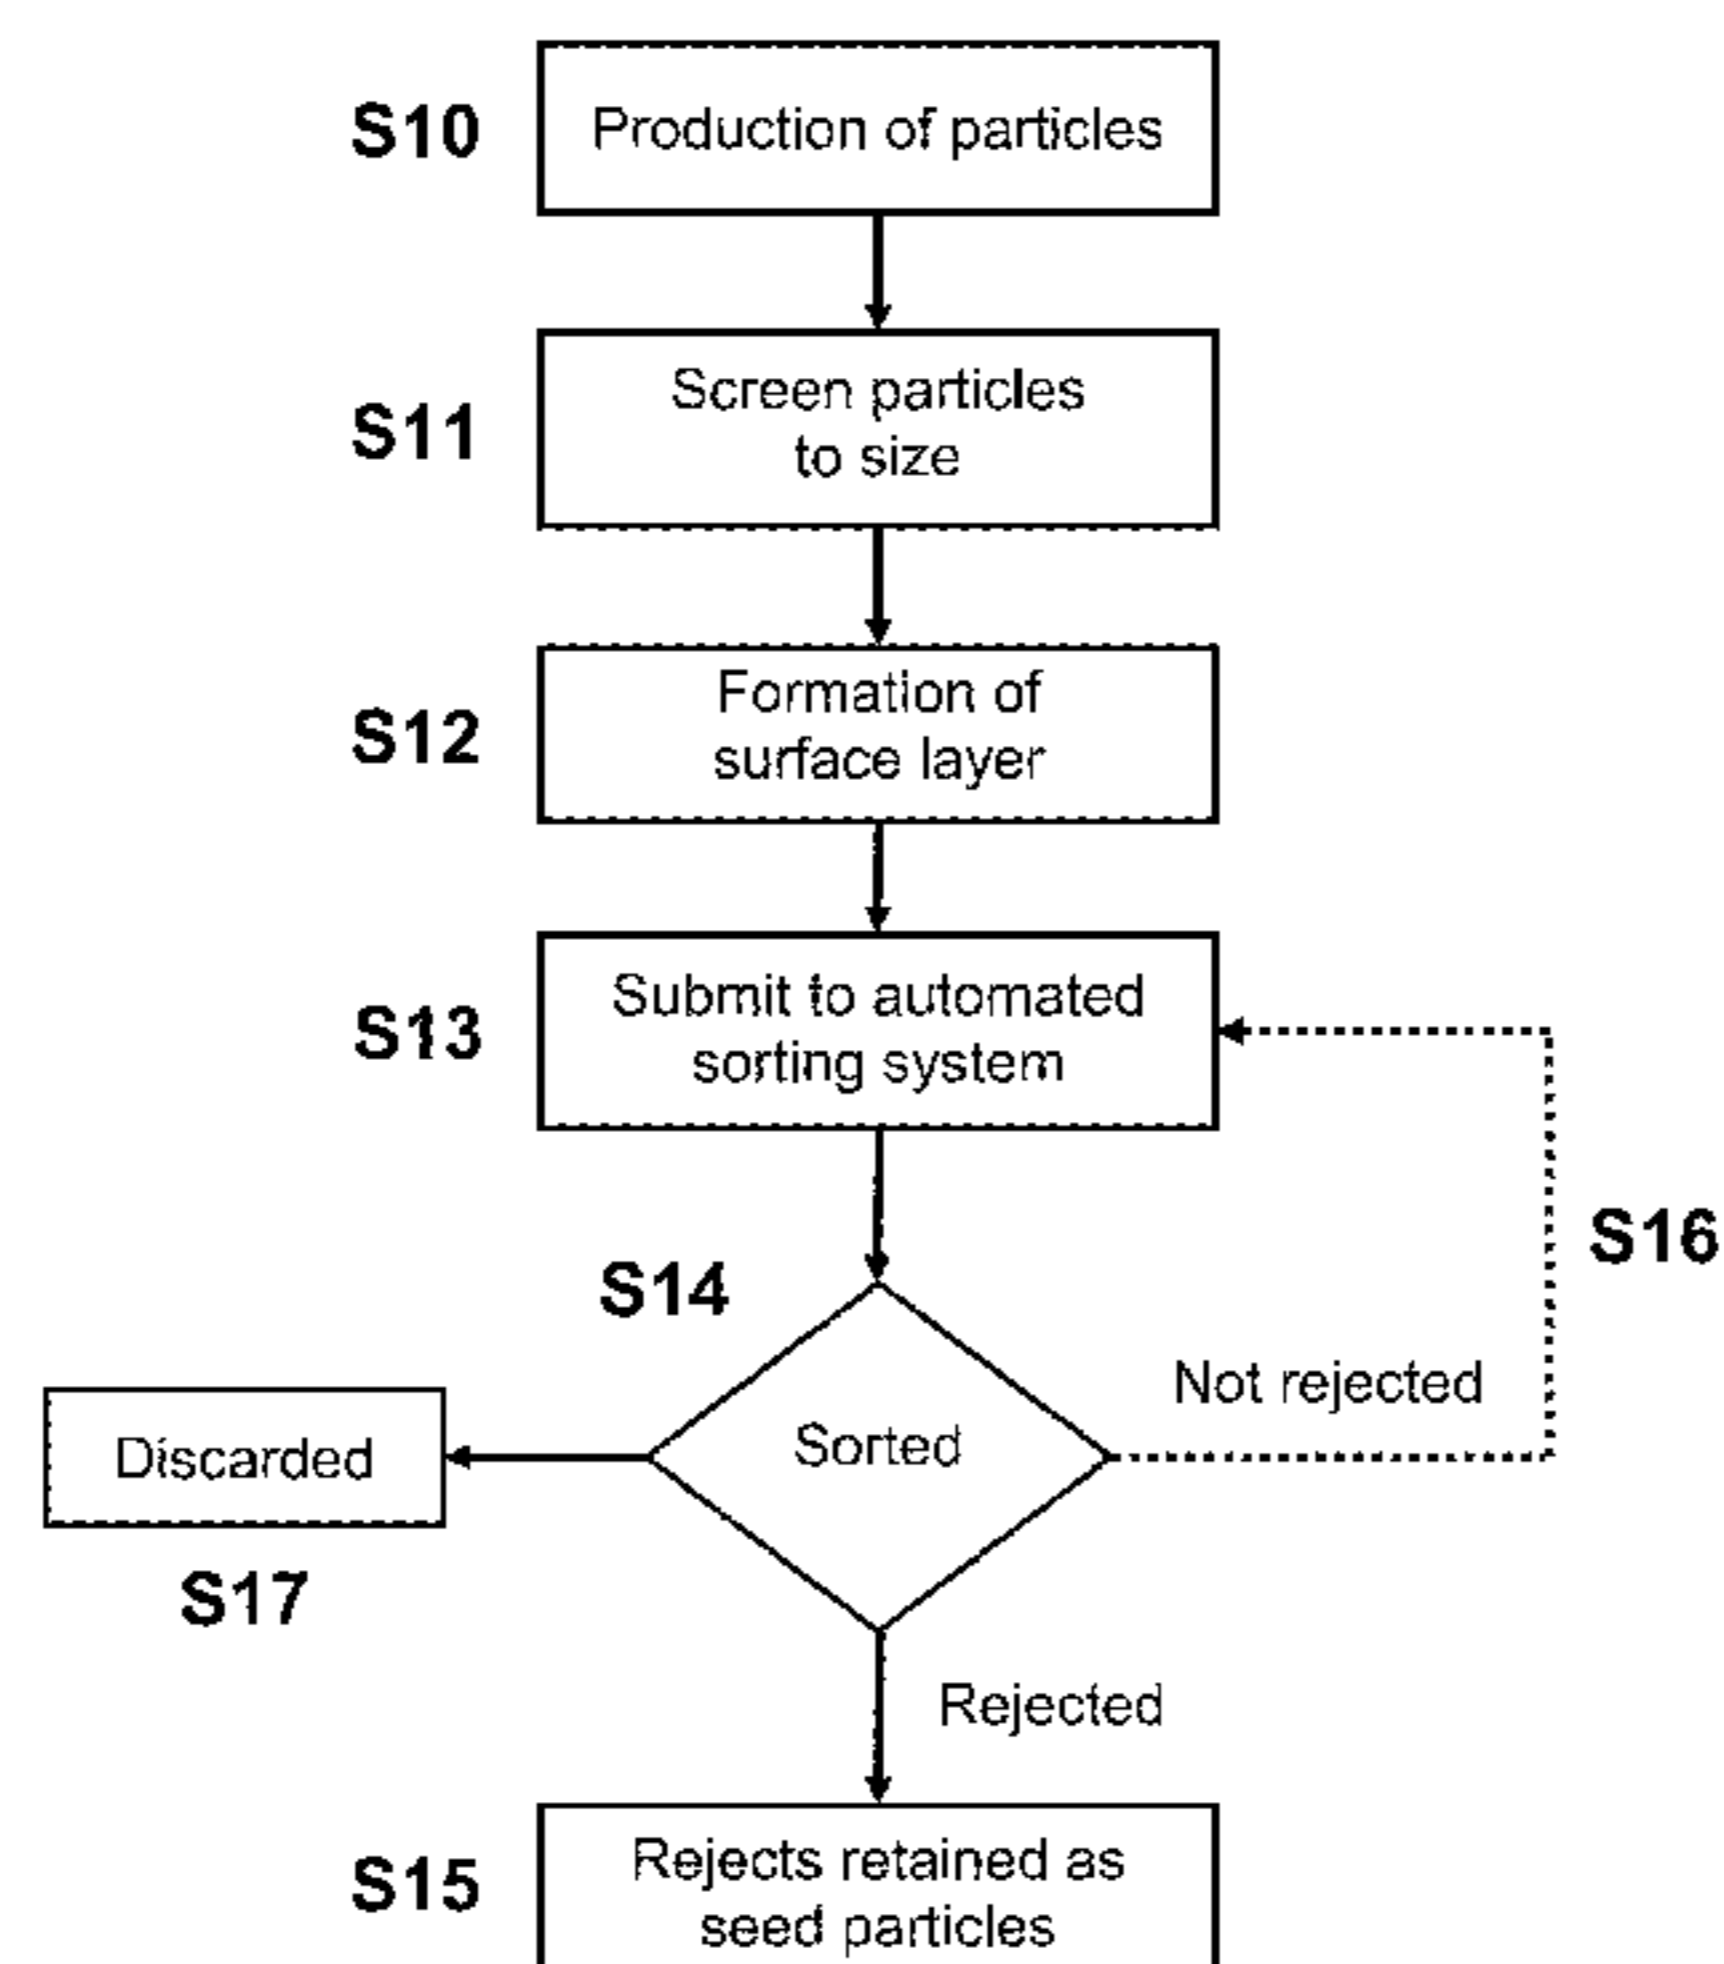 S10
Production of particles
S11
Screen particles
to size
S12
Formation of
surface layer
S13
Submit to automated
sorting system
S16
S14
Not rejected
Sorted
Discarded
S17
Rejected
S15
Rejects retained as
seed particles